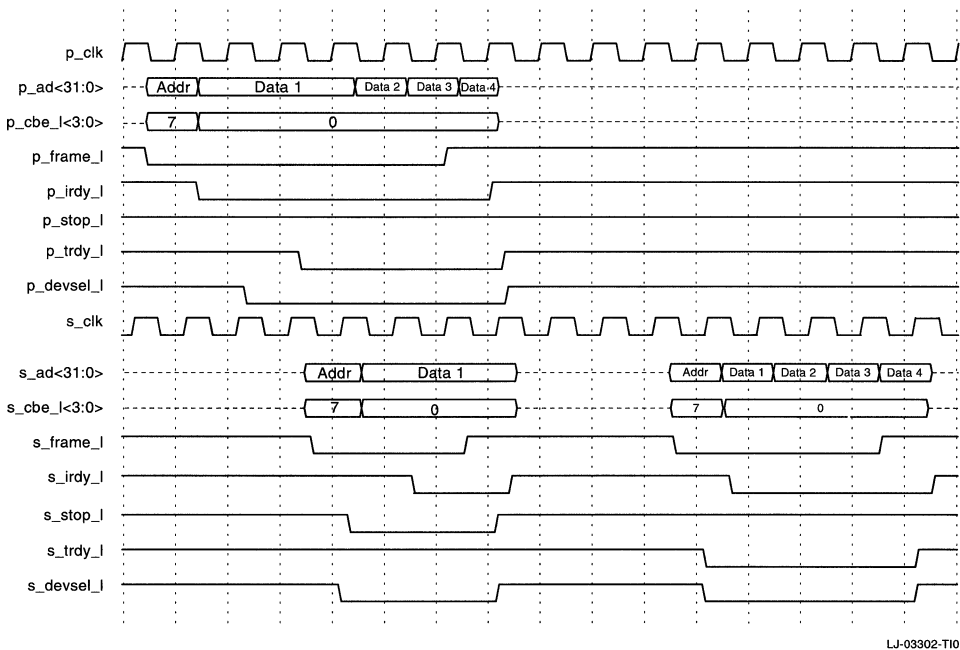 p_clk
p_ad<31:0> Addr Data 1 Data 2 Data 3 Data 4
p_cbe_l<3:0> 7 0
p_frame_l
p_irdy_l
p_stop_l
p_trdy_l
p_devsel_l
s_clk
s_ad<31:0> Addr Data 1 Addr Data 1 Data 2 Data 3 Data 4
s_cbe_l<3:0> 7 0 7 0
s_frame_l
s_irdy_l
s_stop_l
s_trdy_l
s_devsel_l
LJ-03302-TI0